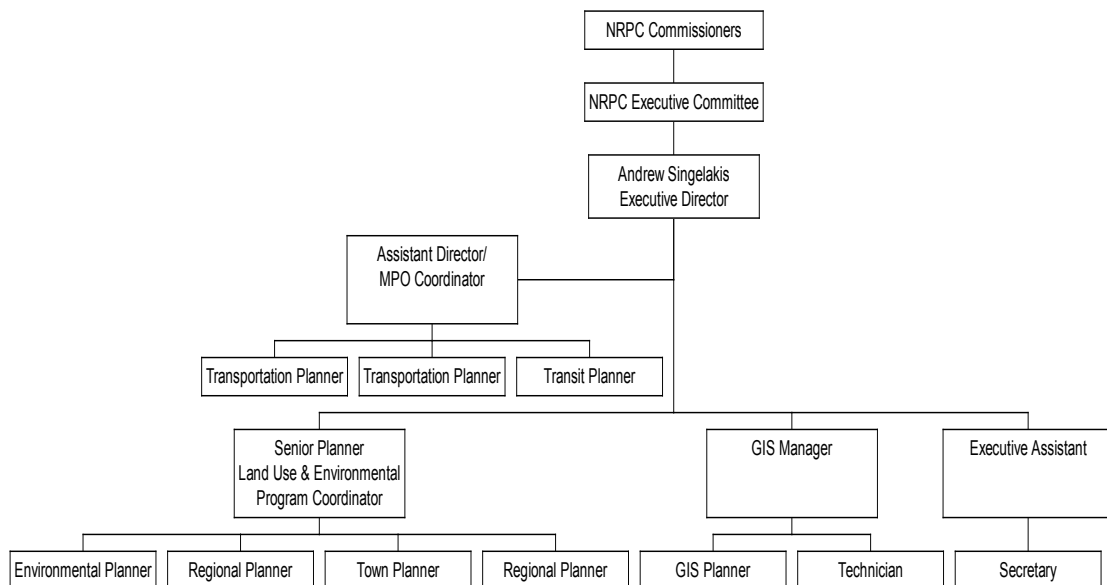 NRPC Commissioners
NRPC Executive Committee
Andrew Singelakis
Executive Director
Assistant Director/
MPO Coordinator
Transportation Planner
Transportation Planner
Transit Planner
Senior Planner
Land Use & Environmental
Program Coordinator
GIS Manager
Executive Assistant
Environmental Planner
Regional Planner
Town Planner
Regional Planner
GIS Planner
Technician
Secretary